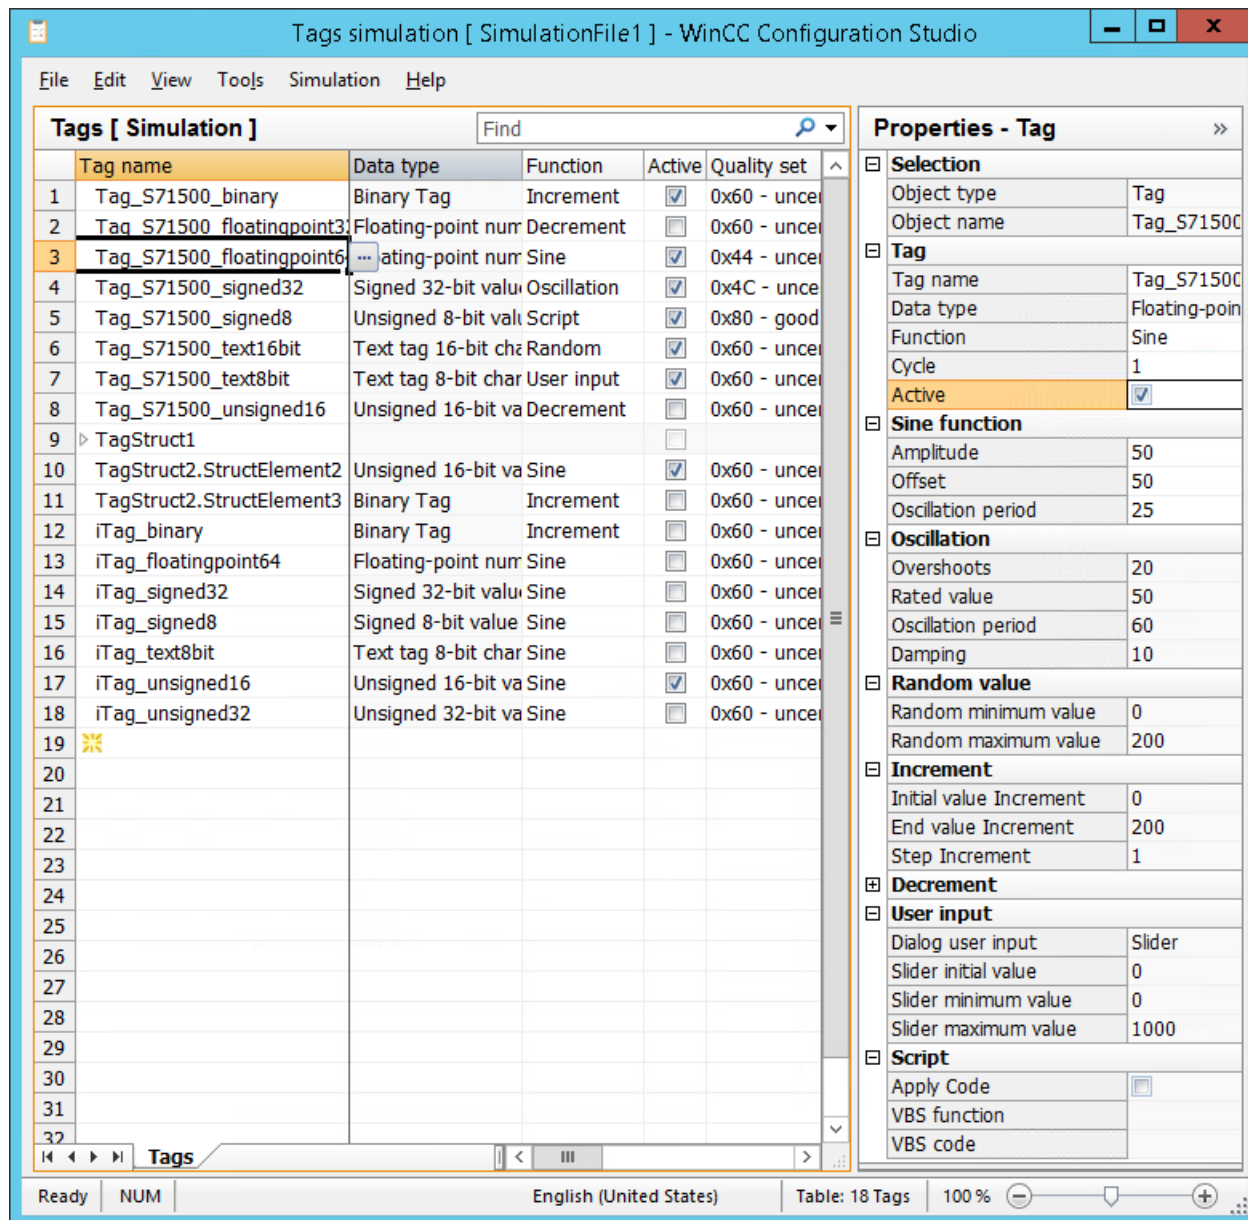 Tags simulation [ SimulationFile1 ] - WinCC Configuration Studio
File Edit View Tools Simulation Help
Tags [ Simulation ] Find
Tag name Data type Function Active Quality set
1 Tag_S71500_binary Binary Tag Increment 0x60 - uncer
2 Tag_S71500_floatingpoint32 Floating-point num Decrement 0x60 - uncer
3 Tag_S71500_floatingpoint6 ... ating-point num Sine 0x44 - uncer
4 Tag_S71500_signed32 Signed 32-bit valu Oscillation 0x4C - unce
5 Tag_S71500_signed8 Unsigned 8-bit valu Script 0x80 - good
6 Tag_S71500_text16bit Text tag 16-bit cha Random 0x60 - uncer
7 Tag_S71500_text8bit Text tag 8-bit char User input 0x60 - uncer
8 Tag_S71500_unsigned16 Unsigned 16-bit va Decrement 0x60 - uncer
9 TagStruct1
10 TagStruct2.StructElement2 Unsigned 16-bit va Sine 0x60 - uncer
11 TagStruct2.StructElement3 Binary Tag Increment 0x60 - uncer
12 iTag_binary Binary Tag Increment 0x60 - uncer
13 iTag_floatingpoint64 Floating-point num Sine 0x60 - uncer
14 iTag_signed32 Signed 32-bit valu Sine 0x60 - uncer
15 iTag_signed8 Signed 8-bit value Sine 0x60 - uncer
16 iTag_text8bit Text tag 8-bit char Sine 0x60 - uncer
17 iTag_unsigned16 Unsigned 16-bit va Sine 0x60 - uncer
18 iTag_unsigned32 Unsigned 32-bit va Sine 0x60 - uncer
19
20
21
22
23
24
25
26
27
28
29
30
31
32
Tags
Properties - Tag »
Selection
Object type Tag
Object name Tag_S7150
Tag
Tag name Tag_S7150
Data type Floating-poin
Function Sine
Cycle 1
Active
Sine function
Amplitude 50
Offset 50
Oscillation period 25
Oscillation
Overshoots 20
Rated value 50
Oscillation period 60
Damping 10
Random value
Random minimum value 0
Random maximum value 200
Increment
Initial value Increment 0
End value Increment 200
Step Increment 1
Decrement
User input
Dialog user input Slider
Slider initial value 0
Slider minimum value 0
Slider maximum value 1000
Script
Apply Code
VBS function
VBS code
Ready NUM English (United States) Table: 18 Tags 100 %